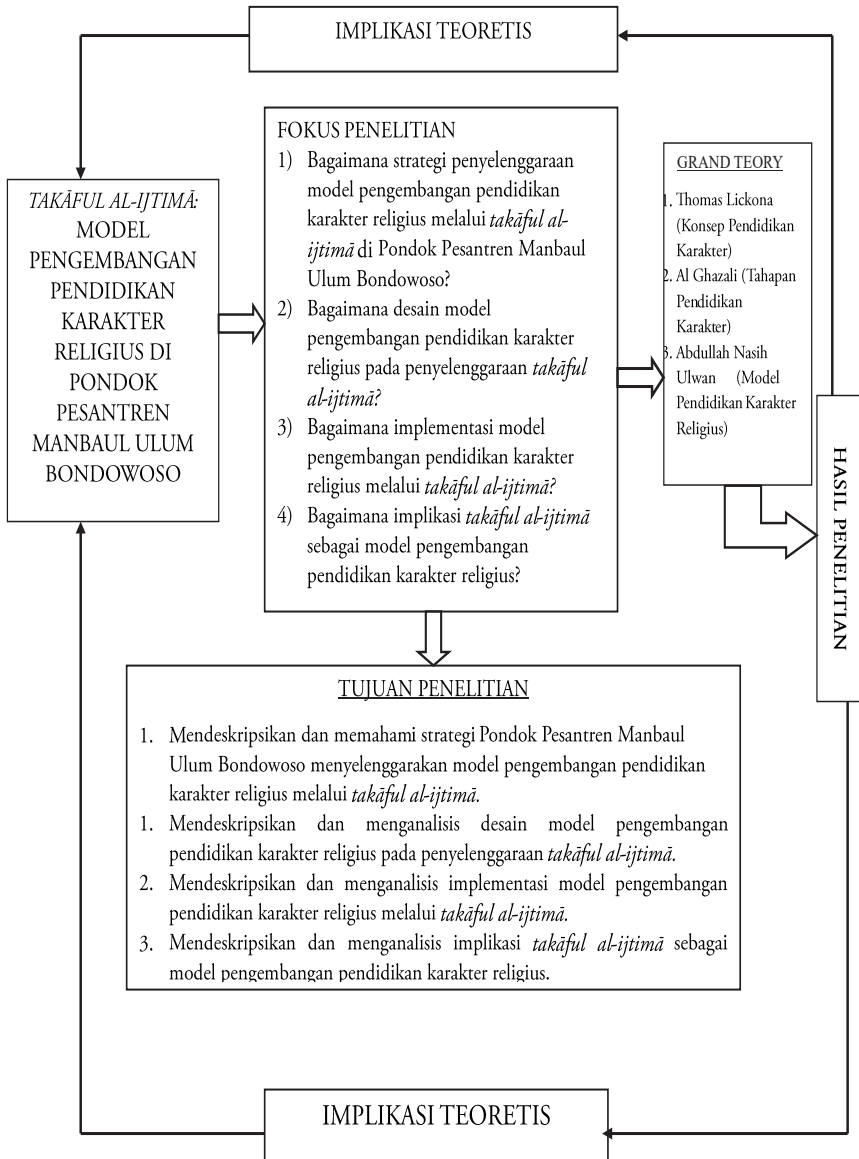 IMPLIKASI TEORETIS
TAKĀFUL AL-IJTIMĀ:
MODEL
PENGEMBANGAN
PENDIDIKAN
KARAKTER
RELIGIUS DI
PONDOK
PESANTREN
MANBAUL ULUM
BONDOWOSO
FOKUS PENELITIAN
1) Bagaimana strategi penyelenggaraan
model pengembangan pendidikan
karakter religius melalui takāful al-
ijtimā di Pondok Pesantren Manbaul
Ulum Bondowoso?
2) Bagaimana desain model
pengembangan pendidikan karakter
religius pada penyelenggaraan takāful
al-ijtimā?
3) Bagaimana implementasi model
pengembangan pendidikan karakter
religius melalui takāful al-ijtimā?
4) Bagaimana implikasi takāful al-ijtimā
sebagai model pengembangan
pendidikan karakter religius?
GRAND TEORY
1. Thomas Lickona
(Konsep Pendidikan
Karakter)
2. Al Ghazali (Tahapan
Pendidikan
Karakter)
3. Abdullah Nasih
Ulwan (Model
Pendidikan Karakter
Religius)
HASIL PENELITIAN
TUJUAN PENELITIAN
1. Mendeskripsikan dan memahami strategi Pondok Pesantren Manbaul
Ulum Bondowoso menyelenggarakan model pengembangan pendidikan
karakter religius melalui takāful al-ijtimā.
1. Mendeskripsikan dan menganalisis desain model pengembangan
pendidikan karakter religius pada penyelenggaraan takāful al-ijtimā.
2. Mendeskripsikan dan menganalisis implementasi model pengembangan
pendidikan karakter religius melalui takāful al-ijtimā.
3. Mendeskripsikan dan menganalisis implikasi takāful al-ijtimā sebagai
model pengembangan pendidikan karakter religius.
IMPLIKASI TEORETIS